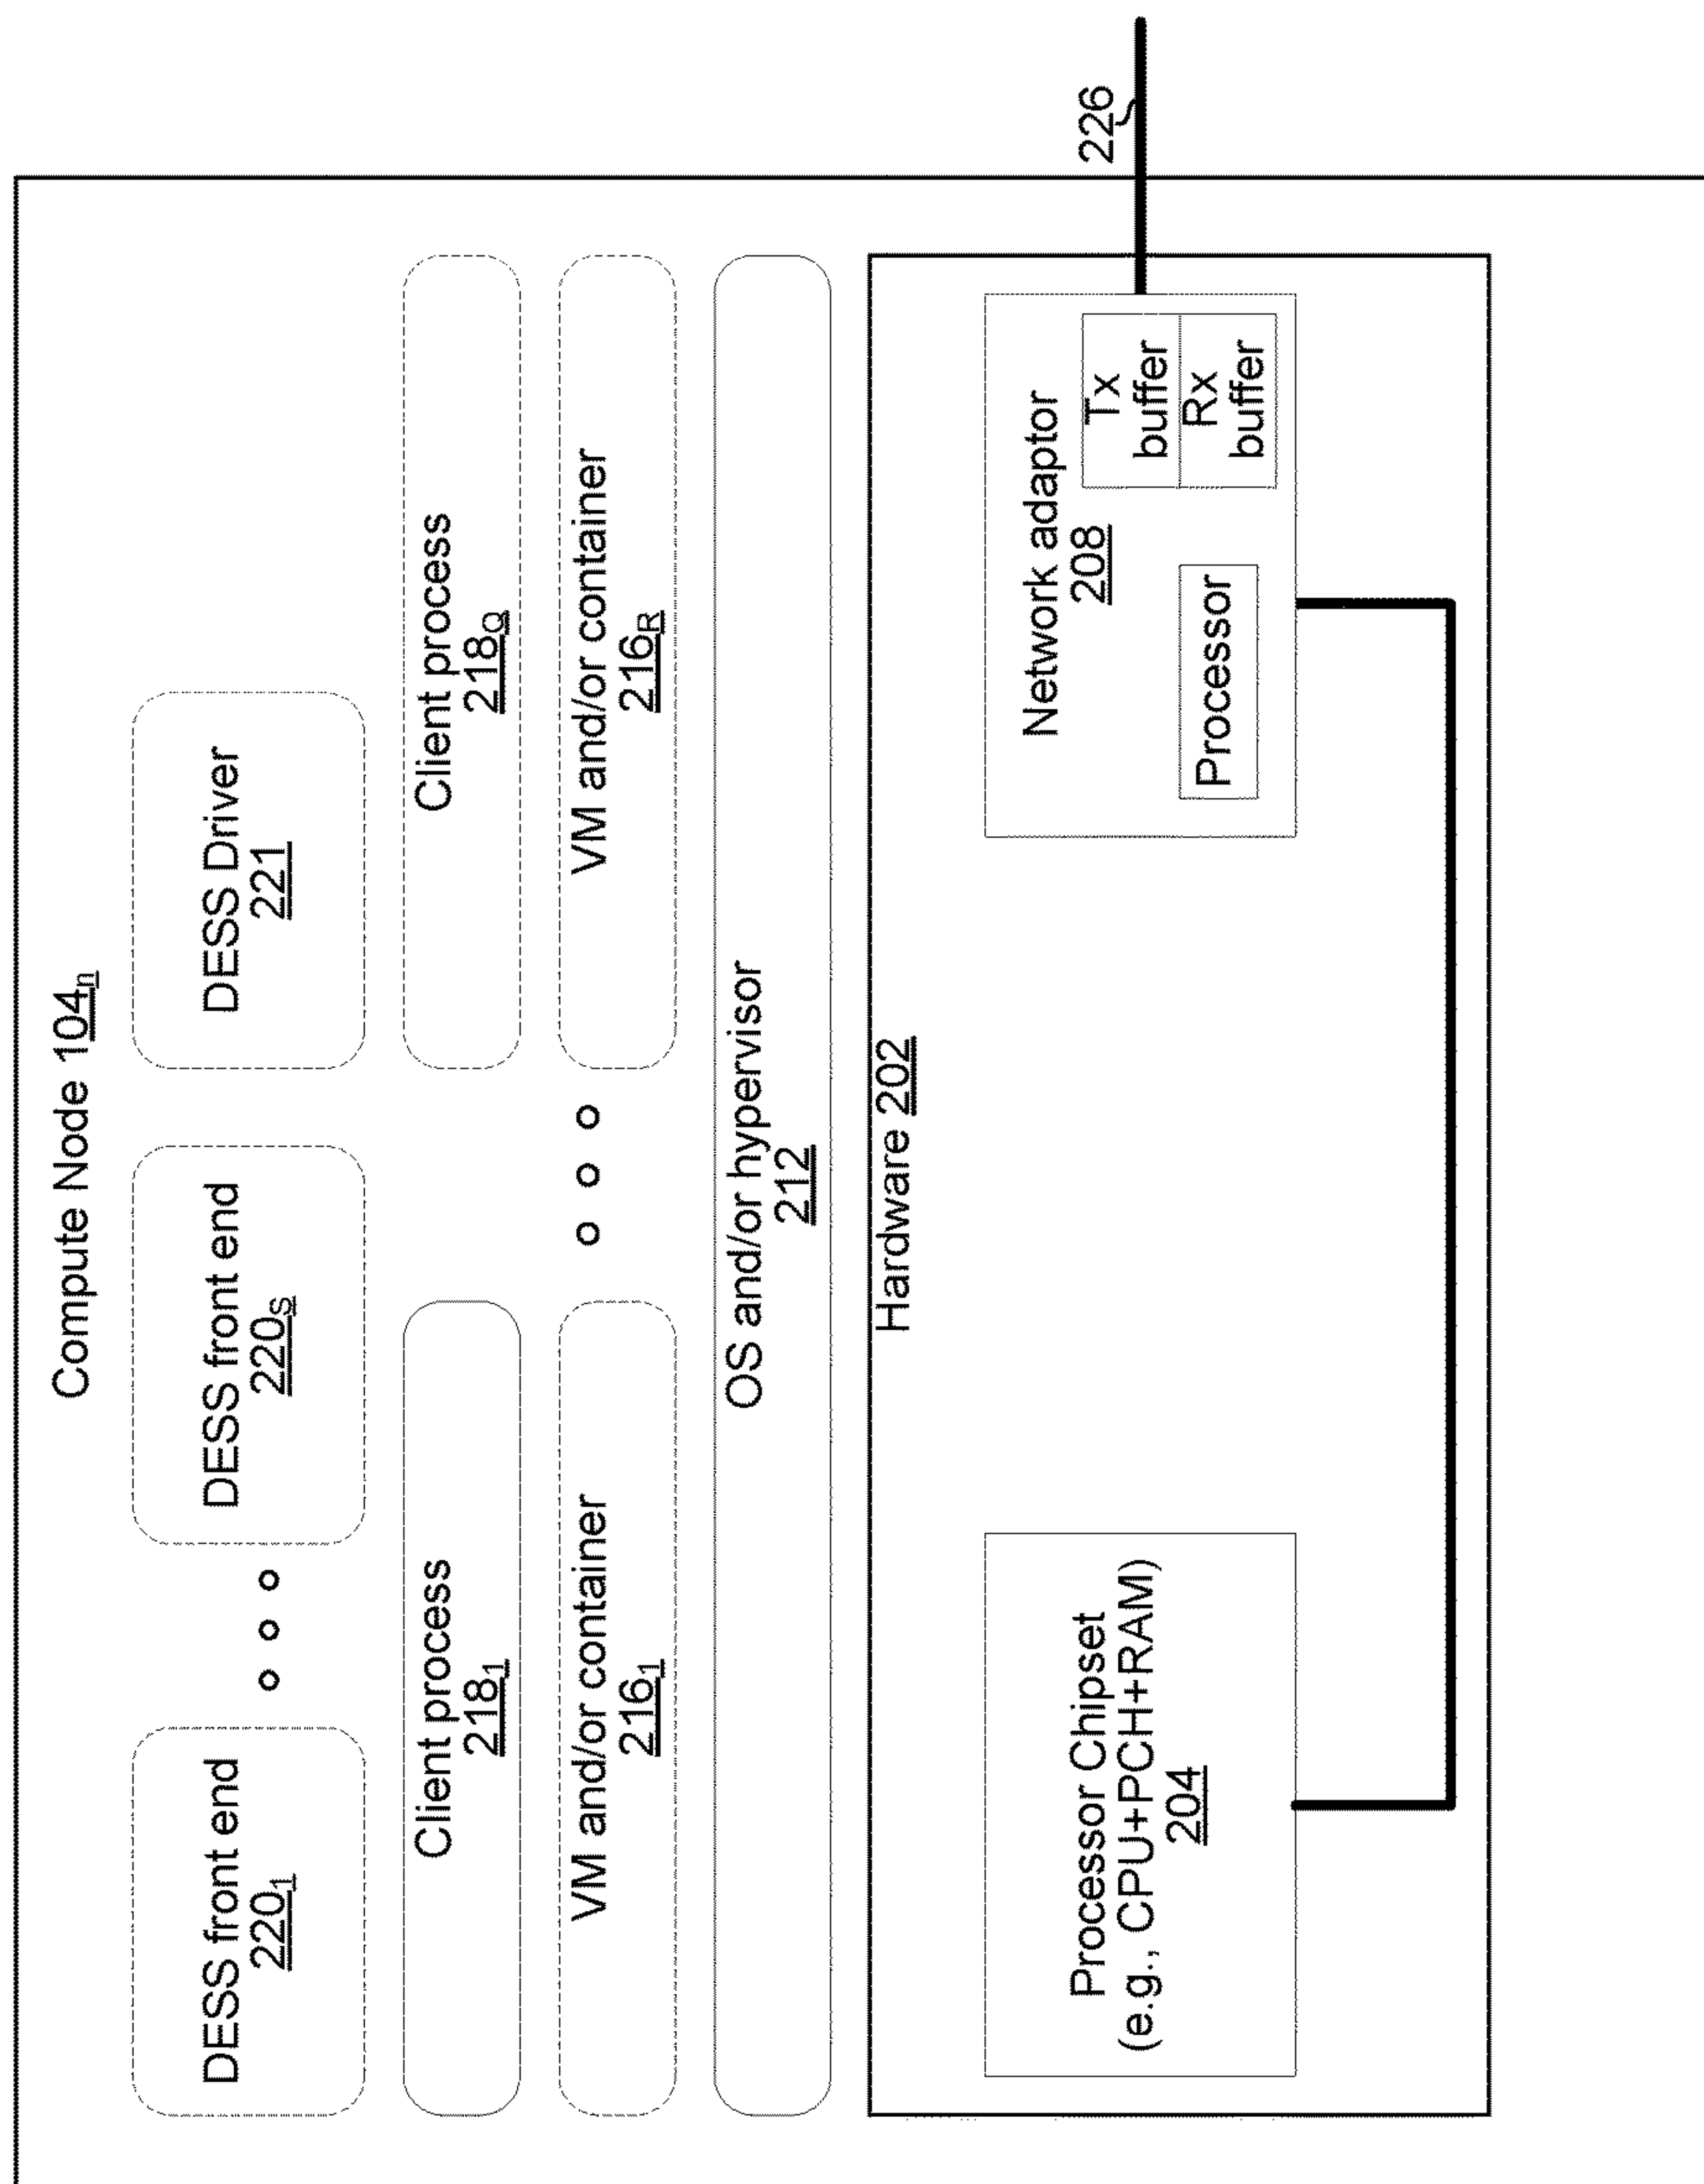 Compute Node 104n
DESS front end
2201
DESS front end
220S
DESS Driver
221
Client process
2181
Client process
218Q
VM and/or container
2161
VM and/or container
216R
OS and/or hypervisor
212
Hardware 202
Processor Chipset
(e.g., CPU+PCH+RAM)
204
Network adaptor
208
Processor
Tx
buffer
Rx
buffer
226